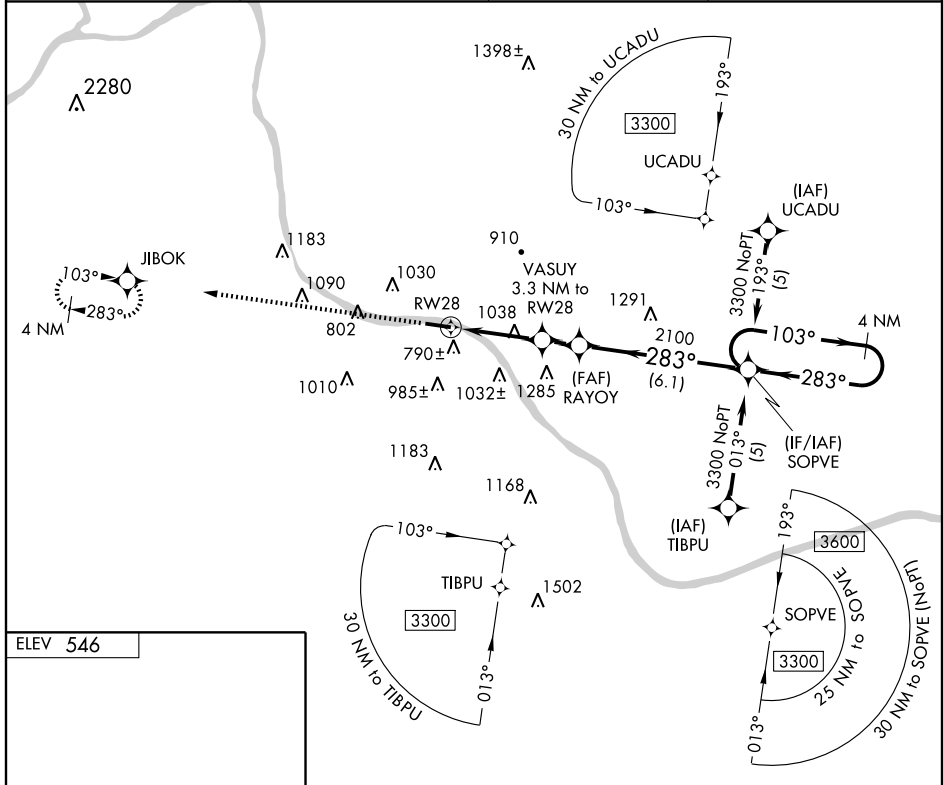 1398±
2280
30 NM to UCADU
193°
3300
UCADU
103°
(IAF)
UCADU
3300 NoPT
193°
(5)
1183
103°
JIBOK
283°
4 NM
1090
1030
802
RW28
910
VASUY
3.3 NM to
RW28
1038
1291
2100
283°
(6.1)
103°
4 NM
283°
790±
(FAF)
RAYOY
1010
985±
1032±
1285
(IF/IAF)
SOPVE
3300 NoPT
013°
(5)
(IAF)
TIBPU
1183
1168
103°
TIBPU
3300
1502
30 NM to TIBPU
013°
193°
3600
SOPVE
3300
25 NM to SOPVE
30 NM to SOPVE (NoPT)
013°
ELEV 546